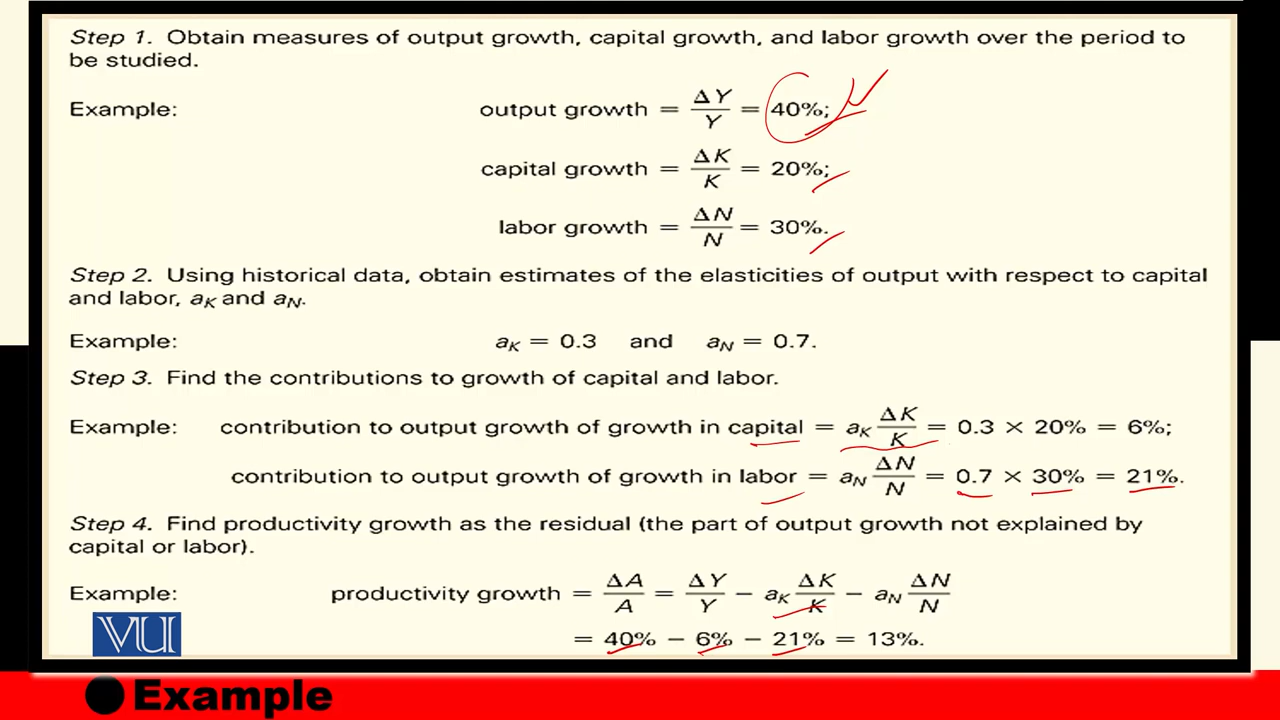 Step 1. Obtain measures of output growth, capital growth, and labor growth over the period to
be studied.
Example: output growth = ΔY/Y = 40%;
capital growth = ΔK/K = 20%;
labor growth = ΔN/N = 30%.
Step 2. Using historical data, obtain estimates of the elasticities of output with respect to capital
and labor, aK and aN.
Example: aK = 0.3 and aN = 0.7.
Step 3. Find the contributions to growth of capital and labor.
Example: contribution to output growth of growth in capital = aK ΔK/K = 0.3 × 20% = 6%;
contribution to output growth of growth in labor = aN ΔN/N = 0.7 × 30% = 21%.
Step 4. Find productivity growth as the residual (the part of output growth not explained by
capital or labor).
Example: productivity growth = ΔA/A = ΔY/Y − aK ΔK/K − aN ΔN/N
= 40% − 6% − 21% = 13%.
VU
Example